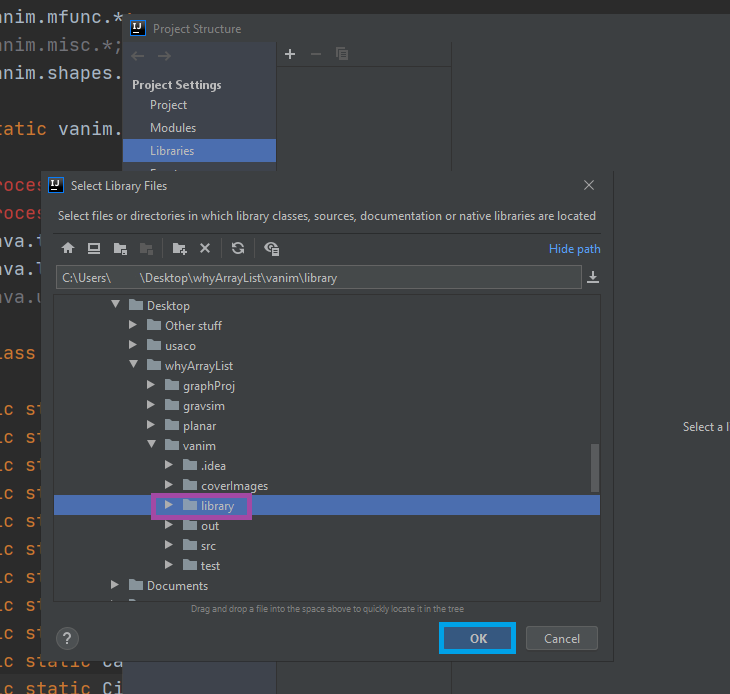 anim.mfunc.*;
Project Structure
anim.misc.*;
anim.shapes.
Project Settings
Project
tatic vanim.
Modules
Libraries
Select Library Files
Select files or directories in which library classes, sources, documentation or native libraries are located
roces
roces
ava.t
ava.l
ava.u
Hide path
C:\Users\ \Desktop\whyArrayList\vanim\library
Desktop
Other stuff
usaco
lass
whyArrayList
graphProj
gravsim
planar
vanim
.idea
coverImages
library
out
src
test
Documents
ic st
ic st
ic st
ic st
ic st
ic st
ic st
ic st
ic st
Select a l
Drag and drop a file into the space above to quickly locate it in the tree
?
OK
Cancel
ic static Ca
ic static Ci